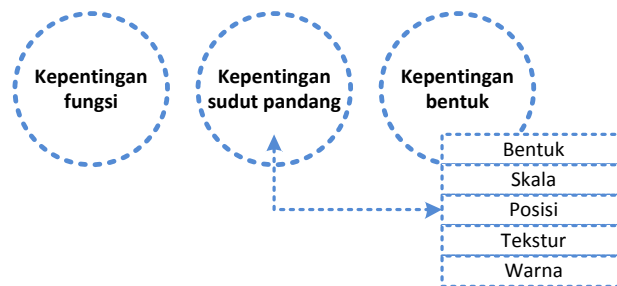 Kepentingan
fungsi
Kepentingan
sudut pandang
Kepentingan
bentuk
Bentuk
Skala
Posisi
Tekstur
Warna